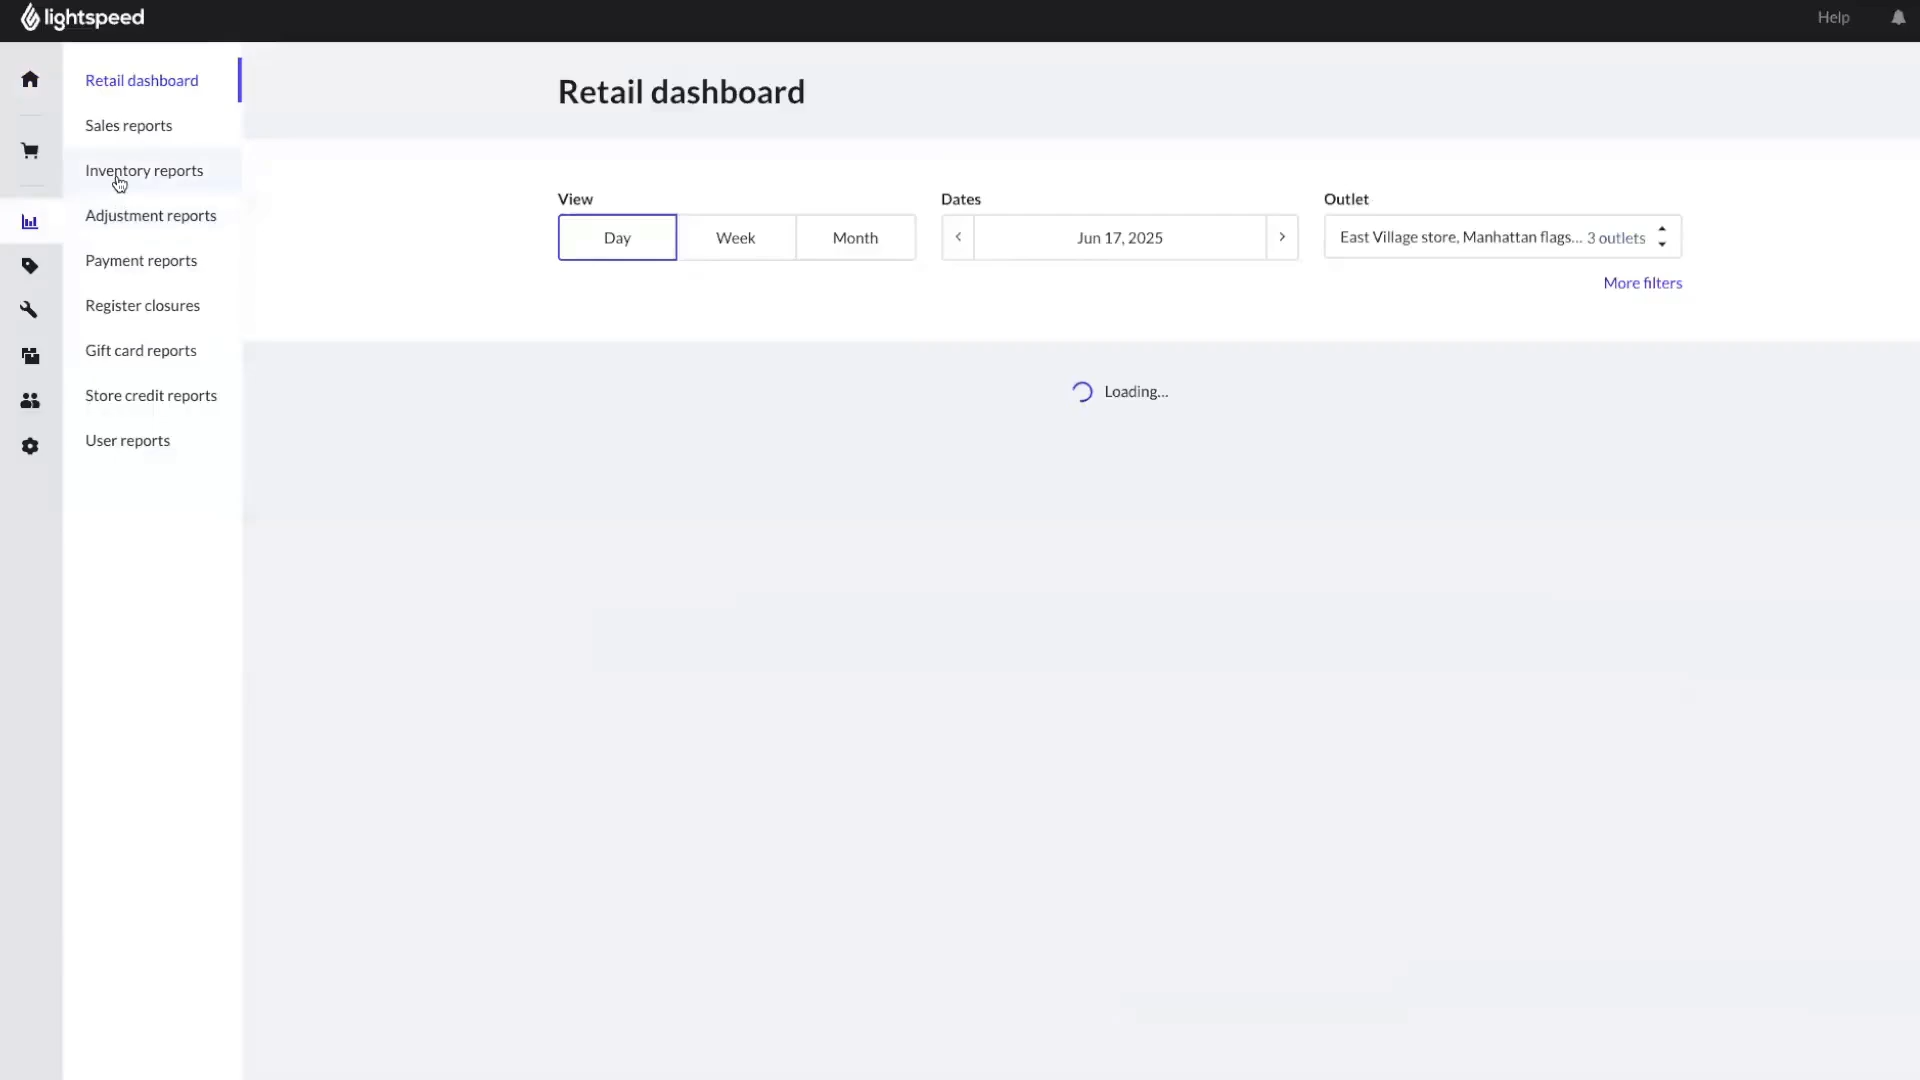 lightspeed
Help
Retail dashboard
Sales reports
Inventory reports
Adjustment reports
Payment reports
Register closures
Gift card reports
Store credit reports
User reports
Retail dashboard
View
Day
Week
Month
Dates
Jun 17, 2025
Outlet
East Village store, Manhattan flags... 3 outlets
More filters
Loading...